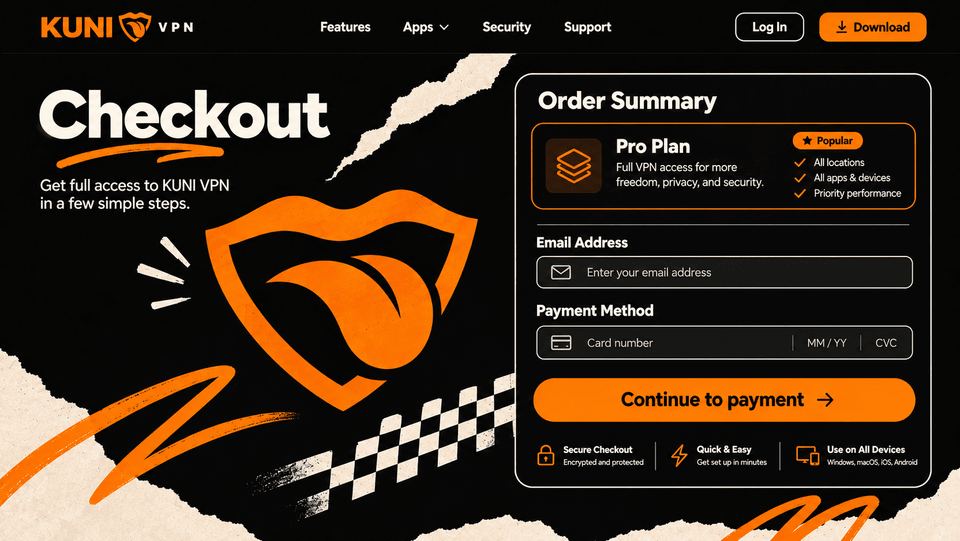 KUNI VPN
Features
Apps
Security
Support
Log In
Download
Checkout
Get full access to KUNI VPN
in a few simple steps.
Order Summary
Pro Plan
Full VPN access for more
freedom, privacy, and security.
Popular
All locations
All apps & devices
Priority performance
Email Address
Enter your email address
Payment Method
Card number
MM / YY
CVC
Continue to payment
Secure Checkout
Encrypted and protected
Quick & Easy
Get set up in minutes
Use on All Devices
Windows, macOS, iOS, Android